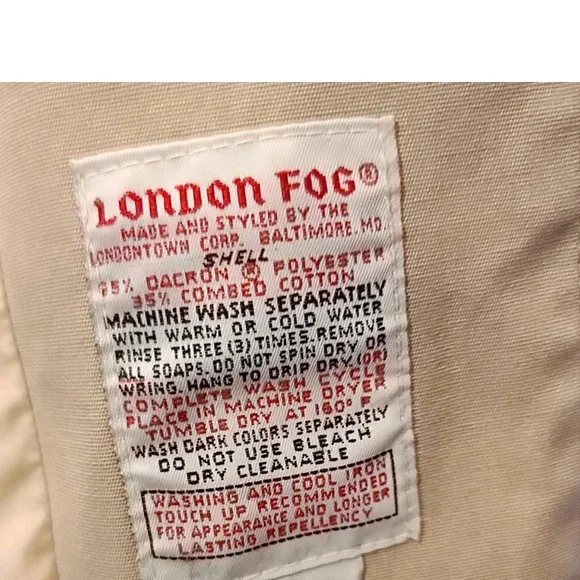 LONDON FOG®
MADE AND STYLED BY THE
LONDONTOWN CORP. BALTIMORE, MD.
SHELL
65% DACRON ® POLYESTER
35% COMBED COTTON
MACHINE WASH SEPARATELY
WITH WARM OR COLD WATER
RINSE THREE (3) TIMES. REMOVE
ALL SOAPS. DO NOT SPIN DRY OR
WRING. HANG TO DRIP DRY (OR)
COMPLETE WASH CYCLE
PLACE IN MACHINE DRYER
TUMBLE DRY AT 160° F
WASH DARK COLORS SEPARATELY
DO NOT USE BLEACH
DRY CLEANABLE
WASHING AND COOL IRON
TOUCH UP RECOMMENDED
FOR APPEARANCE AND LONGER
LASTING REPELLENCY